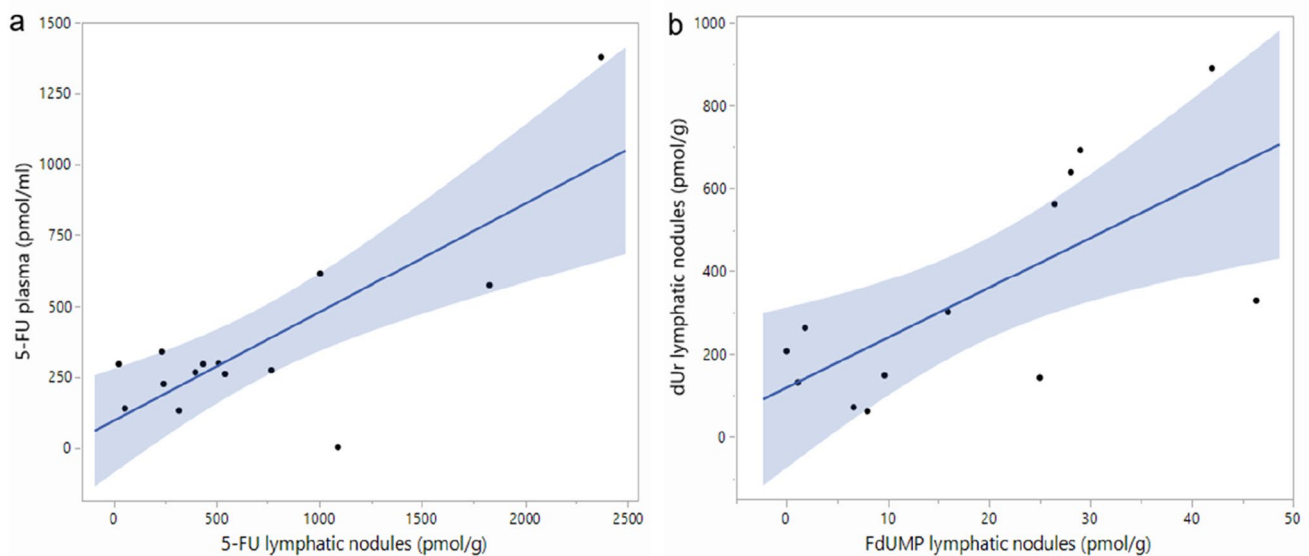 a
1500
1250
1000
750
500
250
0
5-FU plasma (pmol/ml)
0 500 1000 1500 2000 2500
5-FU lymphatic nodules (pmol/g)
b
1000
800
600
400
200
0
dUr lymphatic nodules (pmol/g)
0 10 20 30 40 50
FdUMP lymphatic nodules (pmol/g)